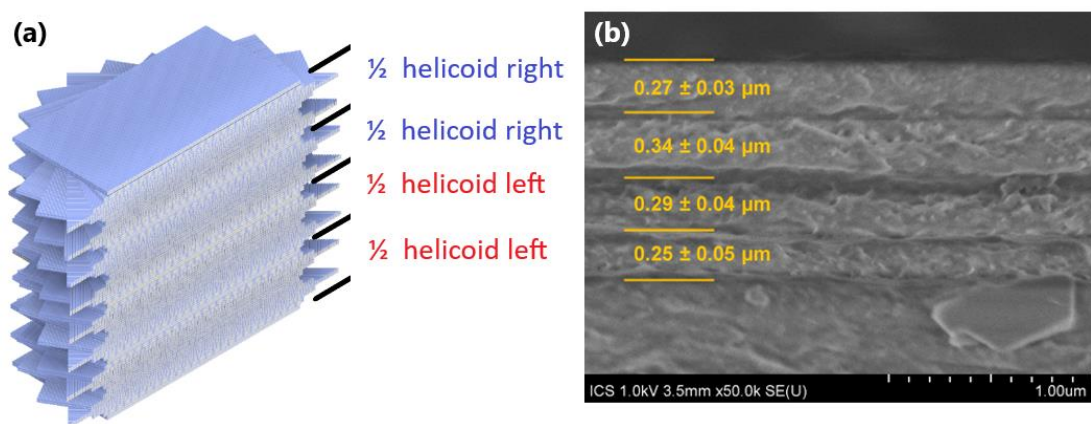 (a)
½ helicoid right
½ helicoid right
½ helicoid left
½ helicoid left
(b)
0.27 ± 0.03 µm
0.34 ± 0.04 µm
0.29 ± 0.04 µm
0.25 ± 0.05 µm
ICS 1.0kV 3.5mm x50.0k SE(U)
1.00um